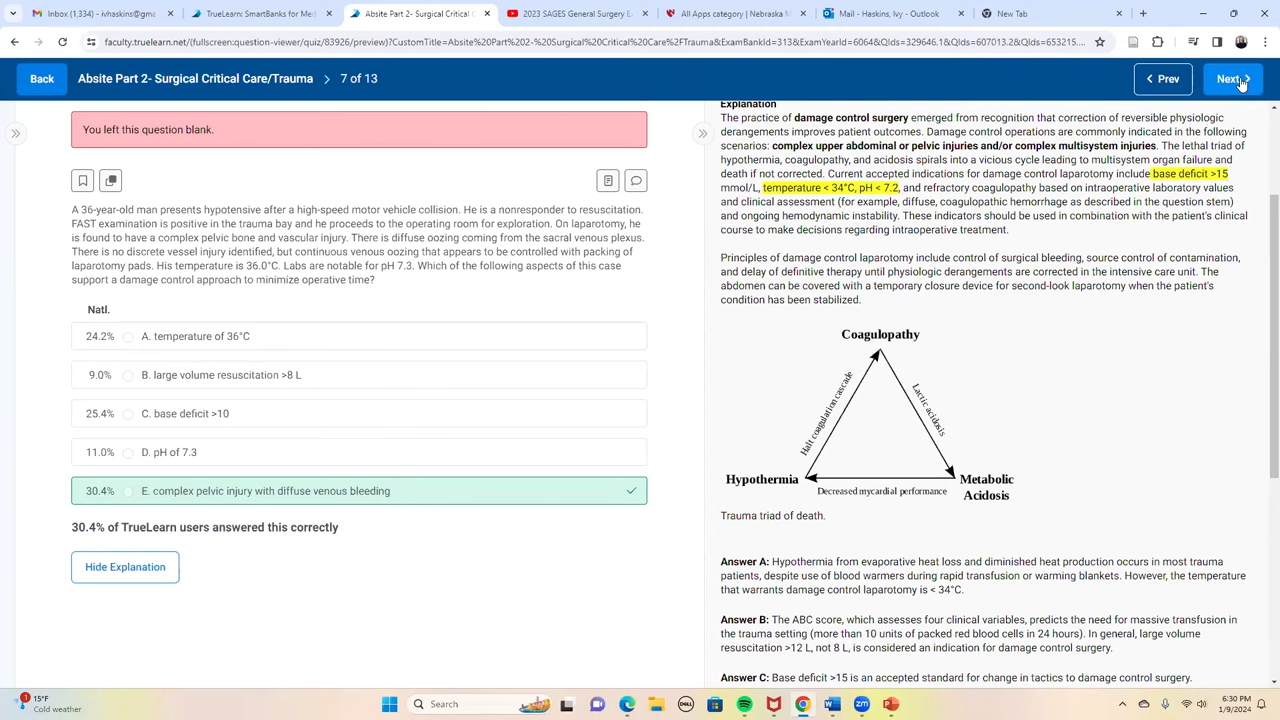 Inbox (1,334) - ivhaskins@gma
TrueLearn: SmartBanks for Med
Absite Part 2- Surgical Critical C
2023 SAGES General Surgery E
All Apps category | Nebraska M
Mail - Haskins, Ivy - Outlook
New Tab
faculty.truelearn.net/(fullscreen:question-viewer/quiz/83926/preview)?CustomTitle=Absite%20Part%202-%20Surgical%20Critical%20Care%2FTrauma&ExamBankId=313&ExamYearId=6064&QIds=329646.1&QIds=607013.2&QIds=653215....
Back
Absite Part 2- Surgical Critical Care/Trauma > 7 of 13
Prev
Next
You left this question blank.
A 36-year-old man presents hypotensive after a high-speed motor vehicle collision. He is a nonresponder to resuscitation.
FAST examination is positive in the trauma bay and he proceeds to the operating room for exploration. On laparotomy, he
is found to have a complex pelvic bone and vascular injury. There is diffuse oozing coming from the sacral venous plexus.
There is no discrete vessel injury identified, but continuous venous oozing that appears to be controlled with packing of
laparotomy pads. His temperature is 36.0°C. Labs are notable for pH 7.3. Which of the following aspects of this case
support a damage control approach to minimize operative time?
Natl.
24.2% A. temperature of 36°C
9.0% B. large volume resuscitation >8 L
25.4% C. base deficit >10
11.0% D. pH of 7.3
30.4% E. complex pelvic injury with diffuse venous bleeding
30.4% of TrueLearn users answered this correctly
Hide Explanation
Explanation
The practice of damage control surgery emerged from recognition that correction of reversible physiologic
derangements improves patient outcomes. Damage control operations are commonly indicated in the following
scenarios: complex upper abdominal or pelvic injuries and/or complex multisystem injuries. The lethal triad of
hypothermia, coagulopathy, and acidosis spirals into a vicious cycle leading to multisystem organ failure and
death if not corrected. Current accepted indications for damage control laparotomy include base deficit >15
mmol/L, temperature < 34°C, pH < 7.2, and refractory coagulopathy based on intraoperative laboratory values
and clinical assessment (for example, diffuse, coagulopathic hemorrhage as described in the question stem)
and ongoing hemodynamic instability. These indicators should be used in combination with the patient's clinical
course to make decisions regarding intraoperative treatment.
Principles of damage control laparotomy include control of surgical bleeding, source control of contamination,
and delay of definitive therapy until physiologic derangements are corrected in the intensive care unit. The
abdomen can be covered with a temporary closure device for second-look laparotomy when the patient's
condition has been stabilized.
Coagulopathy
Halt coagulation cascade
Lactic acidosis
Hypothermia
Decreased mycardial performance
Metabolic
Acidosis
Trauma triad of death.
Answer A: Hypothermia from evaporative heat loss and diminished heat production occurs in most trauma
patients, despite use of blood warmers during rapid transfusion or warming blankets. However, the temperature
that warrants damage control laparotomy is < 34°C.
Answer B: The ABC score, which assesses four clinical variables, predicts the need for massive transfusion in
the trauma setting (more than 10 units of packed red blood cells in 24 hours). In general, large volume
resuscitation >12 L, not 8 L, is considered an indication for damage control surgery.
Answer C: Base deficit >15 is an accepted standard for change in tactics to damage control surgery.
1
15°F
Cold weather
Search
DELL
zm
6:30 PM
1/9/2024